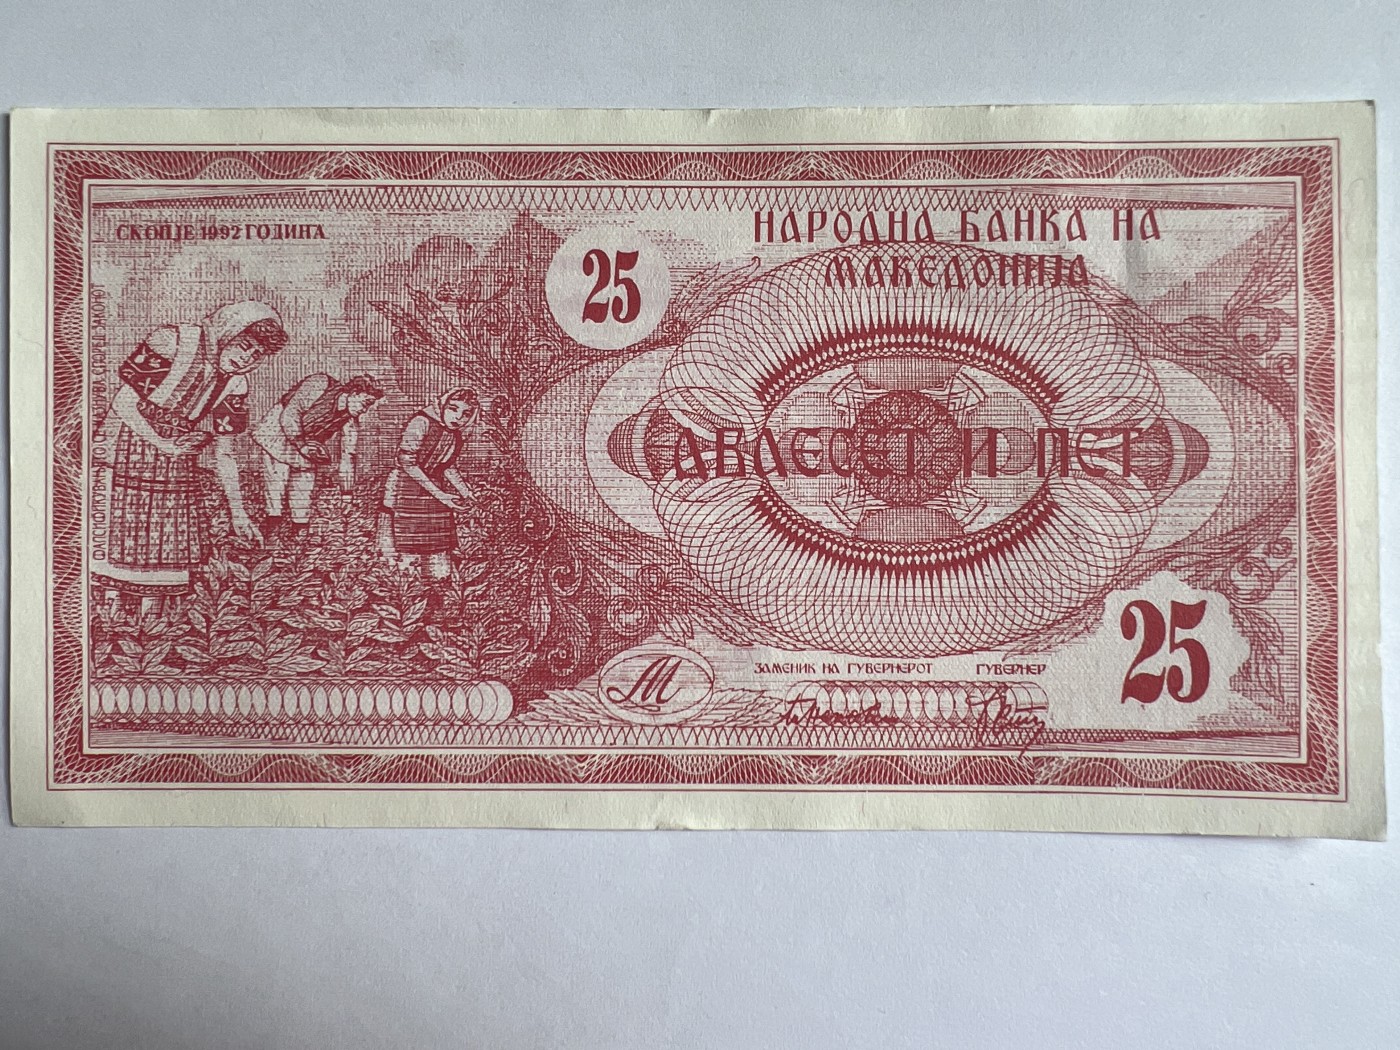 СКОПЈЕ 1992 ГОДИНА
25
НАРОДНА БАНКА НА
МАКЕДОНИЈА
ДВАЕСЕТ И ПЕТ
ЗАМЕНИК НА ГУВЕРНЕРОТ
ГУВЕРНЕР
М
25